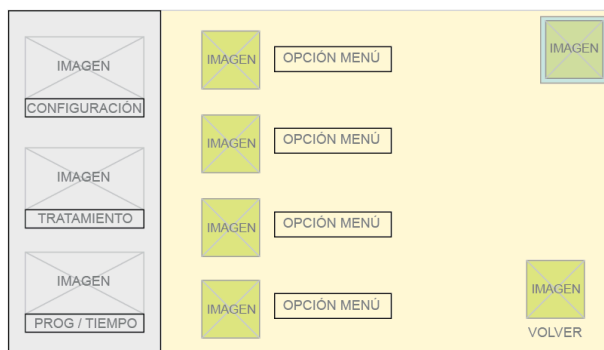 IMAGEN
CONFIGURACIÓN
IMAGEN
TRATAMIENTO
IMAGEN
PROG / TIEMPO
IMAGEN
OPCIÓN MENÚ
IMAGEN
OPCIÓN MENÚ
IMAGEN
OPCIÓN MENÚ
IMAGEN
OPCIÓN MENÚ
IMAGEN
IMAGEN
VOLVER